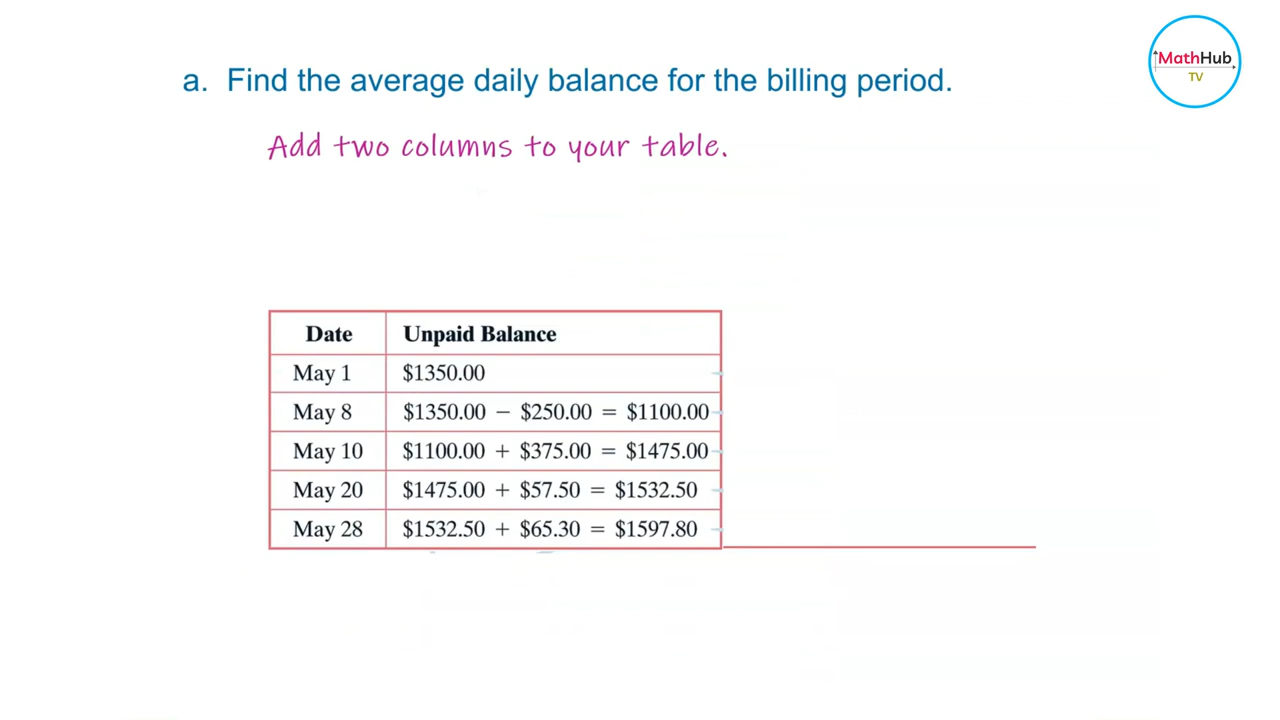 MathHub
TV
a. Find the average daily balance for the billing period.
Add two columns to your table.
Date Unpaid Balance
May 1 $1350.00
May 8 $1350.00 − $250.00 = $1100.00
May 10 $1100.00 + $375.00 = $1475.00
May 20 $1475.00 + $57.50 = $1532.50
May 28 $1532.50 + $65.30 = $1597.80